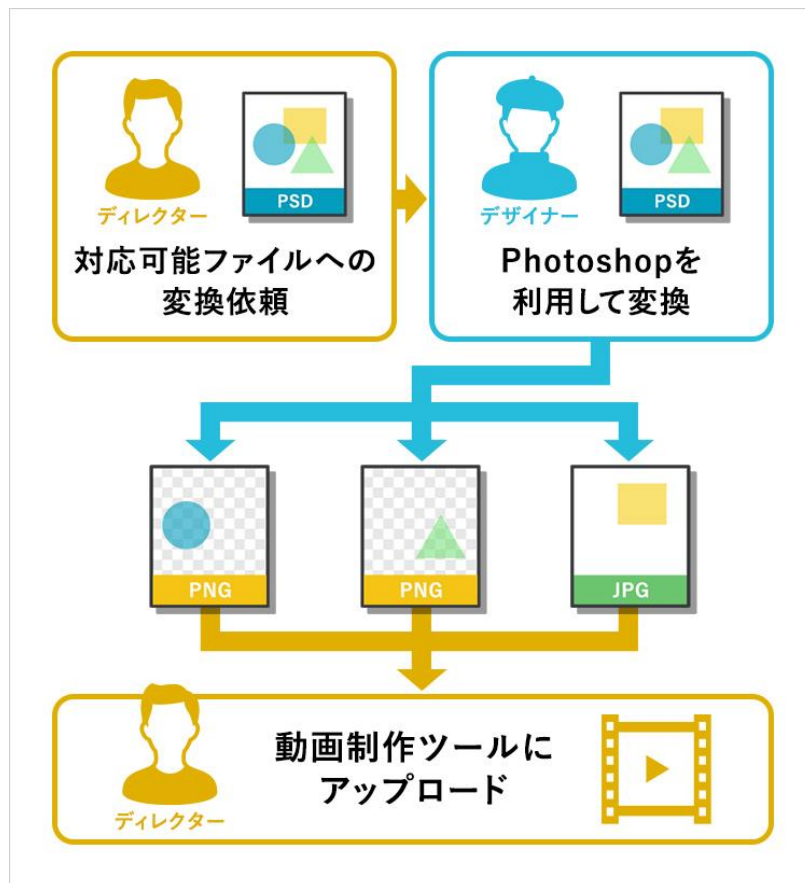 PSD
ディレクター
対応可能ファイルへの
変換依頼
PSD
デザイナー
Photoshopを
利用して変換
PNG
PNG
JPG
動画制作ツールに
アップロード
ディレクター